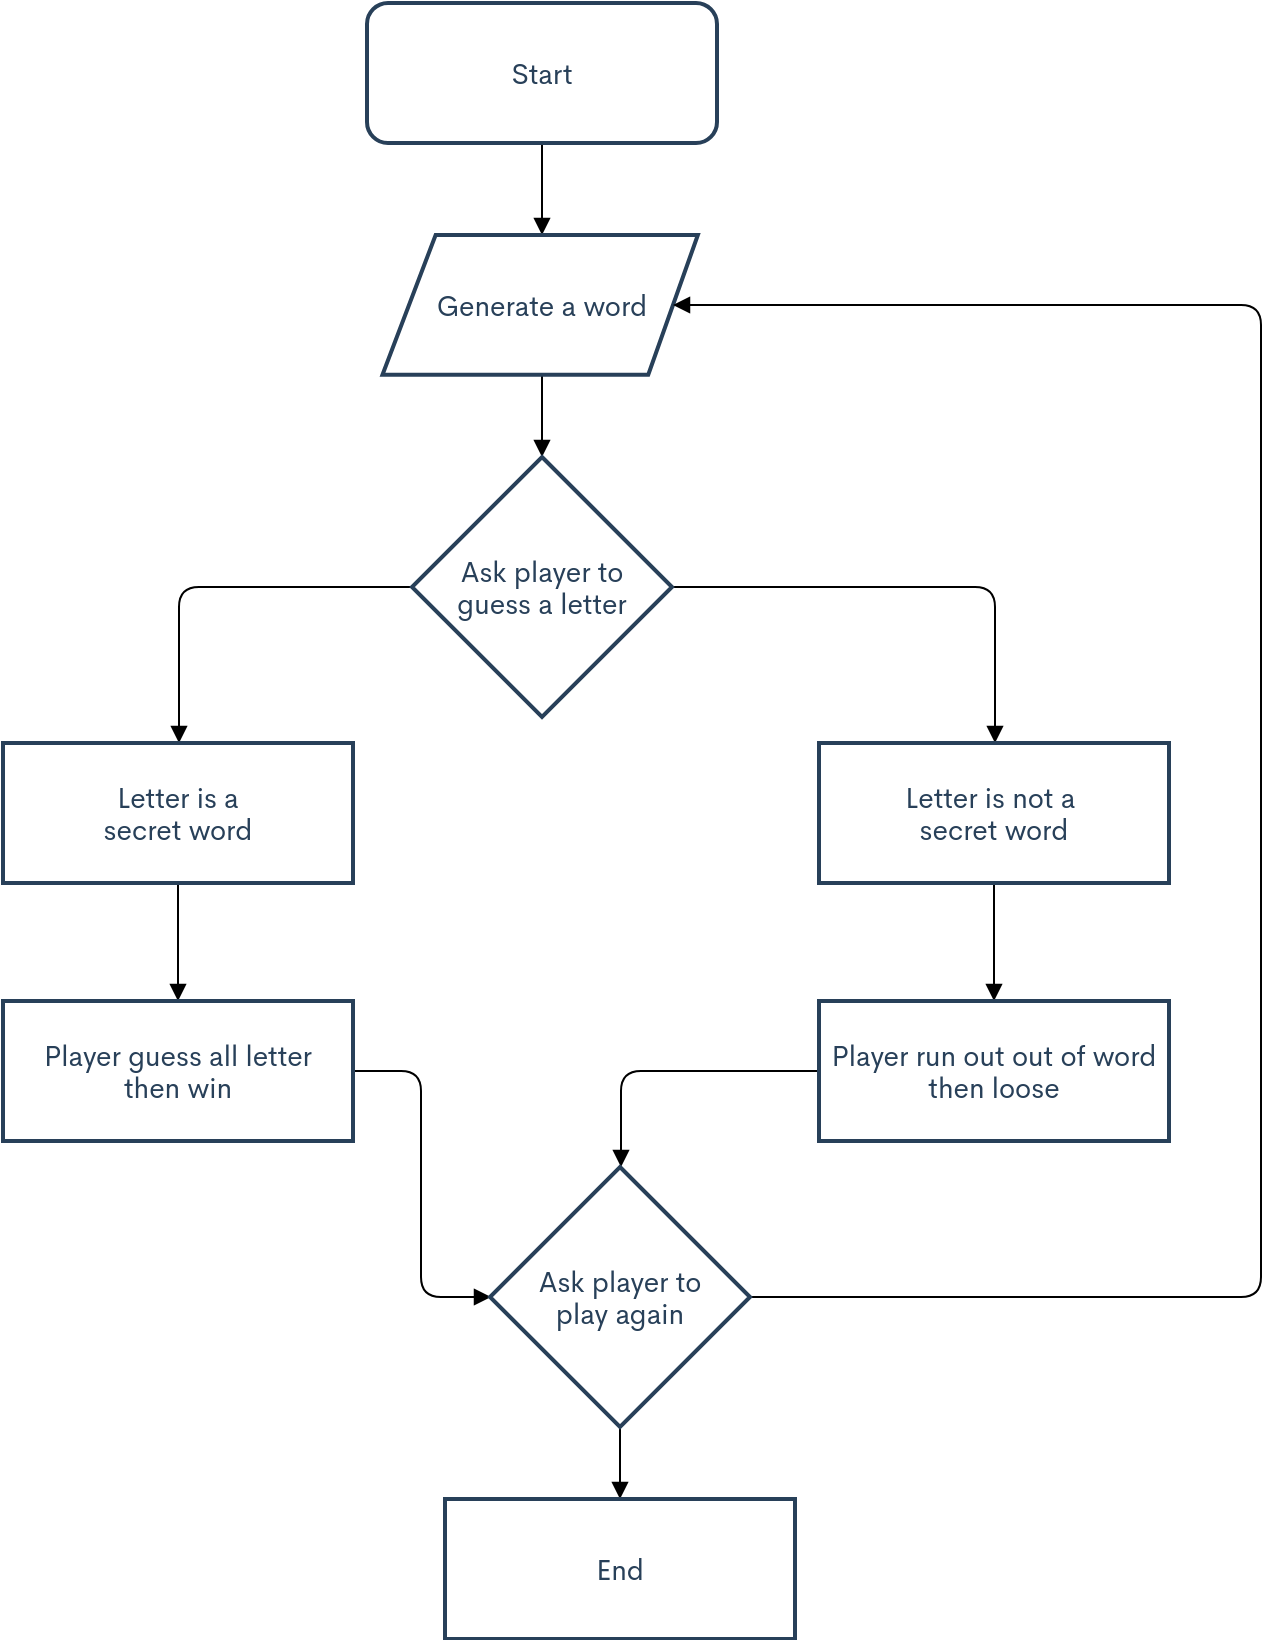 Start
Generate a word
Ask player to
guess a letter
Letter is a
secret word
Letter is not a
secret word
Player guess all letter
then win
Player run out out of word
then loose
Ask player to
play again
End